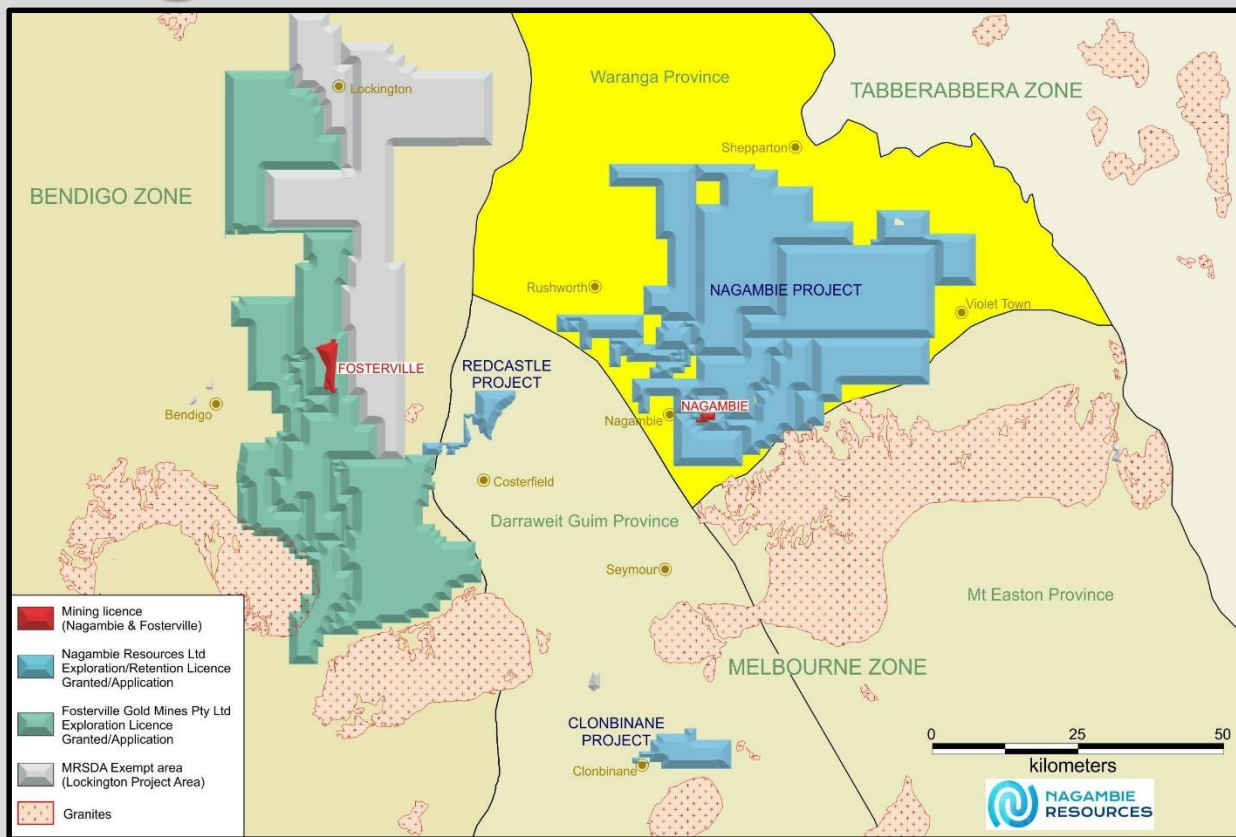 Lockington
Waranga Province
TABBERABBERA ZONE
Shepparton
BENDIGO ZONE
Rushworth
NAGAMBIE PROJECT
Violet Town
FOSTERVILLE
REDCASTLE
PROJECT
Bendigo
Nagambie
NAGAMBIE
Costerfield
Darraweit Guim Province
Seymour
Mt Easton Province
MELBOURNE ZONE
CLONBINANE
PROJECT
Clonbinane
Mining licence
(Nagambie & Fosterville)
Nagambie Resources Ltd
Exploration/Retention Licence
Granted/Application
Fosterville Gold Mines Pty Ltd
Exploration Licence
Granted/Application
MRSDA Exempt area
(Lockington Project Area)
Granites
0 25 50
kilometers
NAGAMBIE
RESOURCES